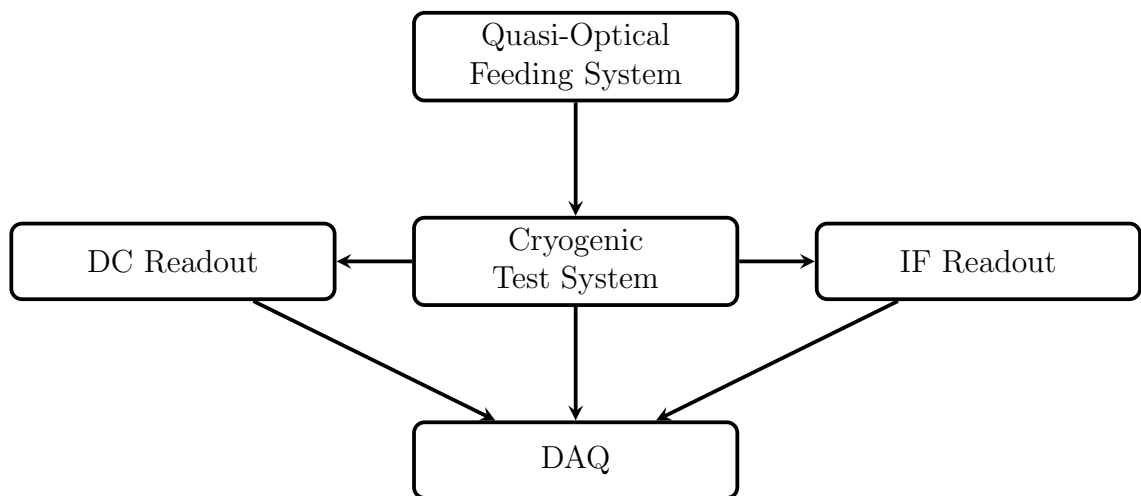 Quasi-Optical
Feeding System
DC Readout
Cryogenic
Test System
IF Readout
DAQ